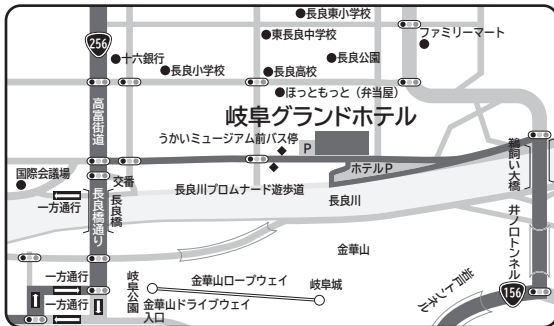 長良東小学校
東長良中学校
ファミリーマート
256
十六銀行
長良公園
長良小学校
長良高校
ほっともっと（弁当屋）
高富街道
岐阜グランドホテル
うかいミュージアム前バス停
P
ホテルP
国際会議場
交番
長良川プロムナード遊歩道
長良川
鵜飼い大橋
一方通行
長良橋通り
長良橋
井ノ口トンネル
金華山
一方通行
岐阜公園
金華山ロープウェイ
岐阜城
岩戸トンネル
156
一方通行
金華山ドライブウェイ
入口